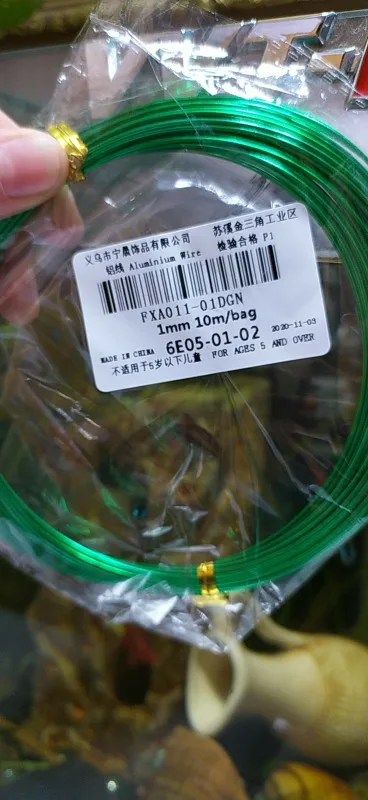 义乌市宁晨饰品有限公司 苏溪金三角工业区
铝线 Aluminium Wire 检验合格 P1
FXA011-01DGN
1mm 10m/bag
6E05-01-02 2020-11-03
MADE IN CHINA
不适用于5岁以下儿童 FOR AGES 5 AND OVER